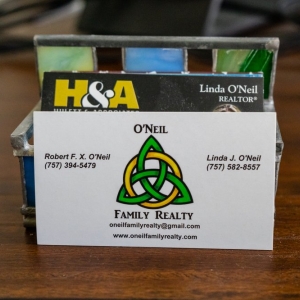 H&A
Linda O'Neil
REALTOR®
O'NEIL
Robert F. X. O'Neil
(757) 394-5479
Linda J. O'Neil
(757) 582-8557
FAMILY REALTY
oneilfamilyrealty@gmail.com
www.oneilfamilyrealty.com